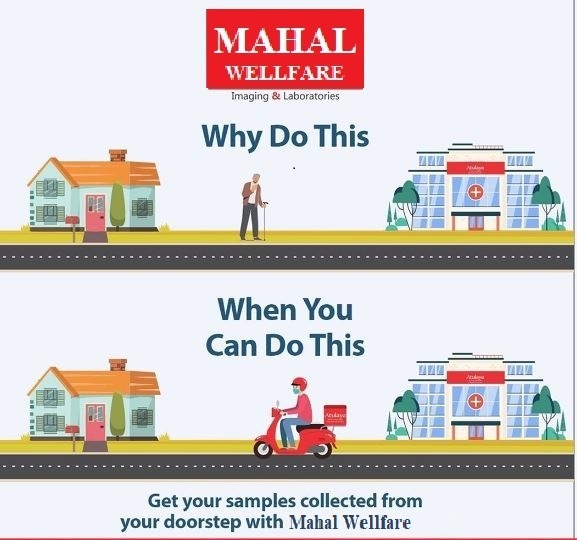 MAHAL
WELLFARE
Imaging & Laboratories
Why Do This
Atulaya
When You
Can Do This
Atulaya
Atulaya
Get your samples collected from
your doorstep with Mahal Wellfare